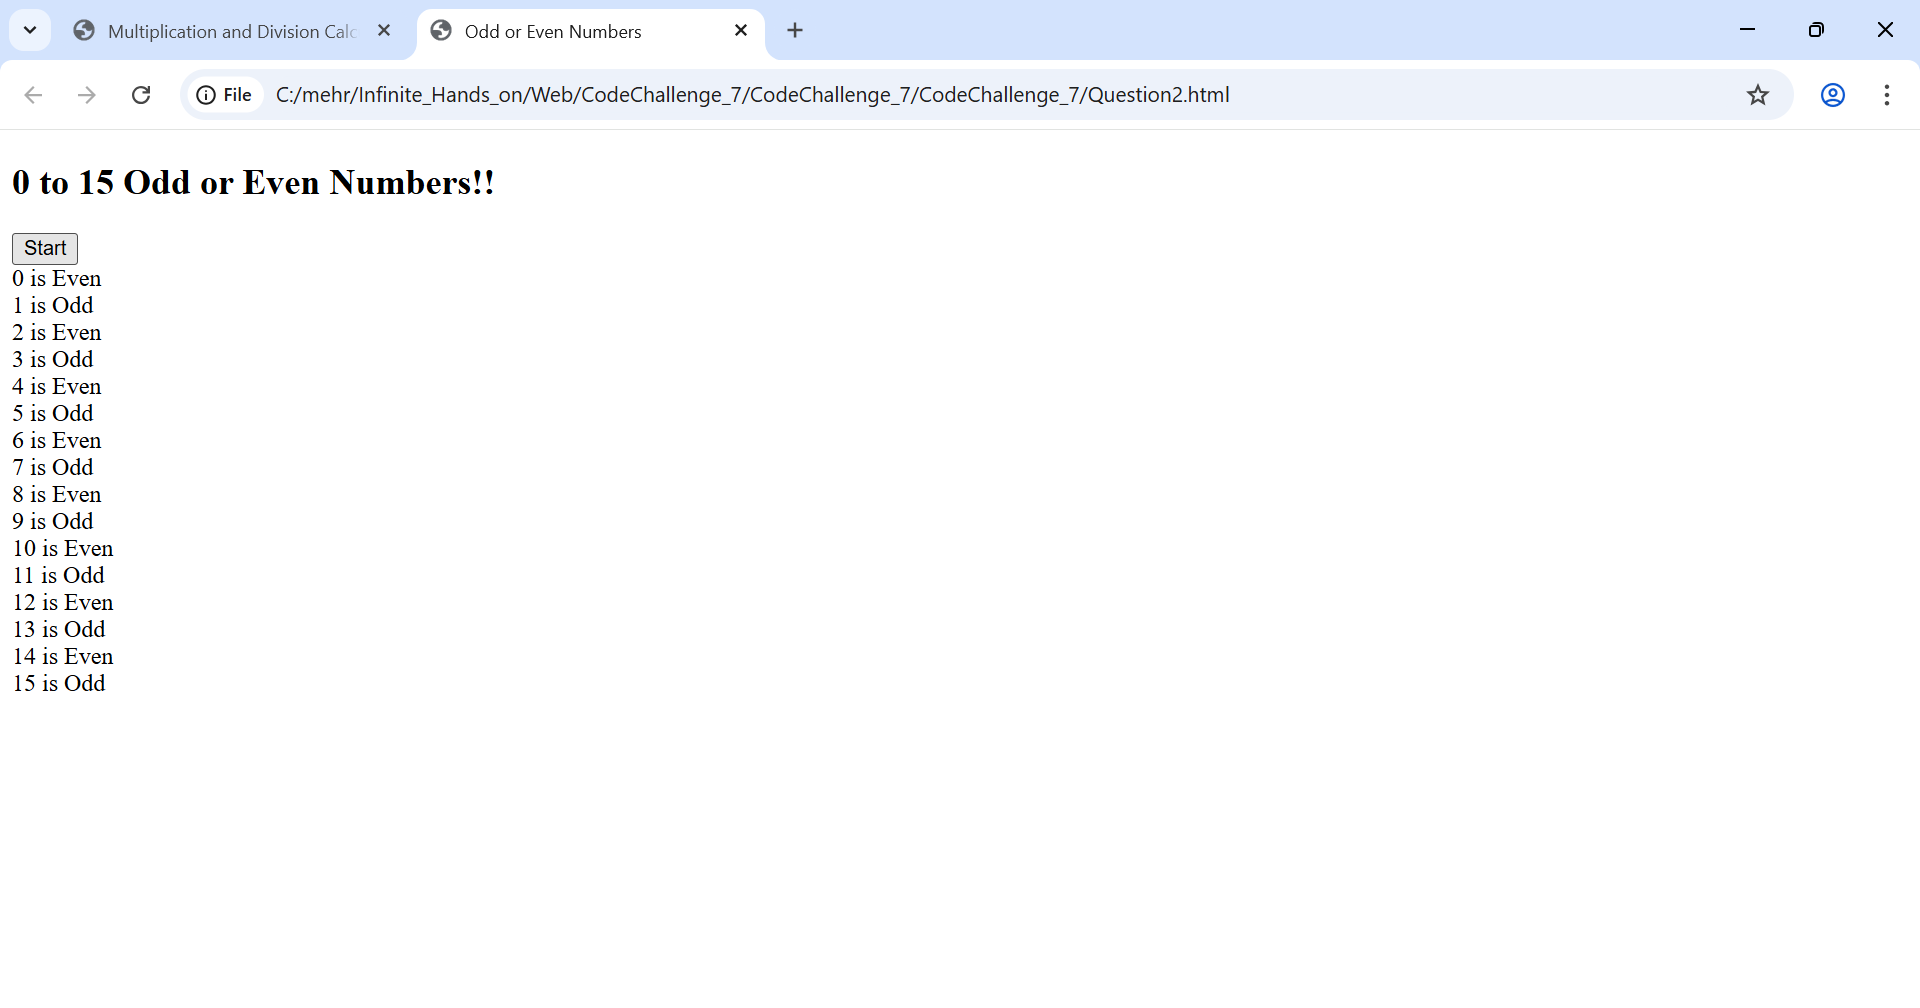 Multiplication and Division Calc
Odd or Even Numbers
File
C:/mehr/Infinite_Hands_on/Web/CodeChallenge_7/CodeChallenge_7/CodeChallenge_7/Question2.html
0 to 15 Odd or Even Numbers!!
Start
0 is Even
1 is Odd
2 is Even
3 is Odd
4 is Even
5 is Odd
6 is Even
7 is Odd
8 is Even
9 is Odd
10 is Even
11 is Odd
12 is Even
13 is Odd
14 is Even
15 is Odd